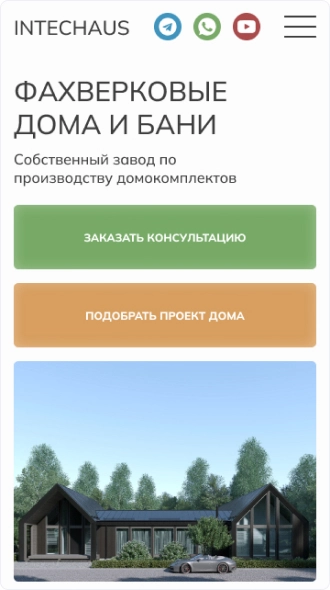 INTECHAUS
ФАХВЕРКОВЫЕ
ДОМА И БАНИ
Собственный завод по
производству домокомплектов
ЗАКАЗАТЬ КОНСУЛЬТАЦИЮ
ПОДОБРАТЬ ПРОЕКТ ДОМА